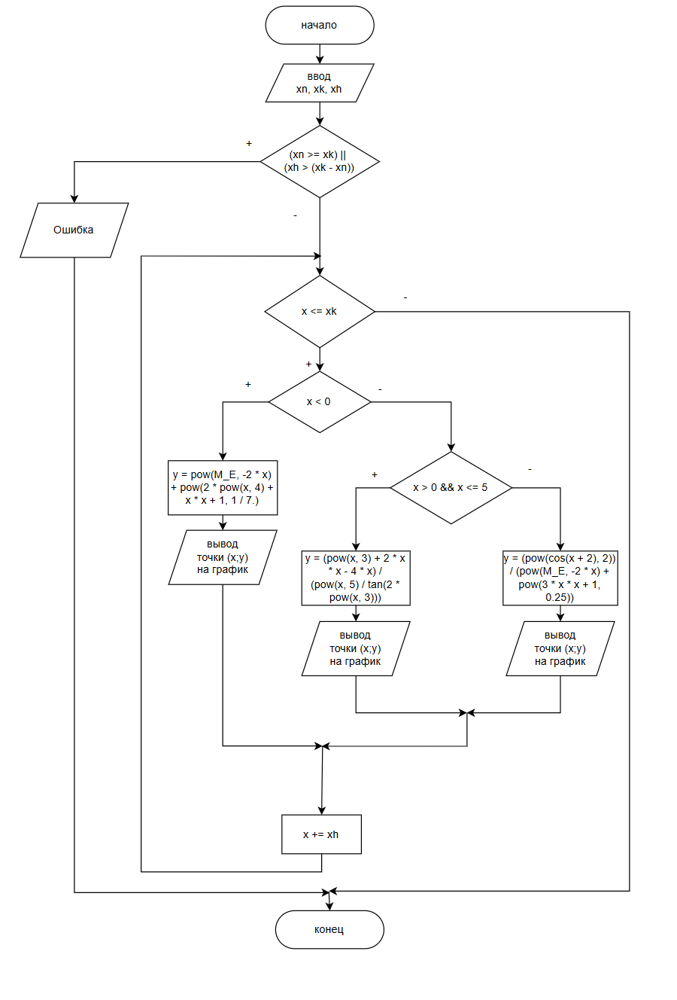 начало
ввод
xn, xk, xh
+
(xn >= xk) ||
(xh > (xk - xn))
-
Ошибка
-
x <= xk
+
+
x < 0
-
y = pow(M_E, -2 * x)
+ pow(2 * pow(x, 4) +
x * x + 1, 1 / 7.)
вывод
точки (x;y)
на график
+
x > 0 && x <= 5
-
y = (pow(x, 3) + 2 * x
* x - 4 * x) /
(pow(x, 5) / tan(2 *
pow(x, 3)))
y = (pow(cos(x + 2), 2))
/ (pow(M_E, -2 * x) +
pow(3 * x * x + 1,
0.25))
вывод
точки (x;y)
на график
вывод
точки (x;y)
на график
x += xh
конец